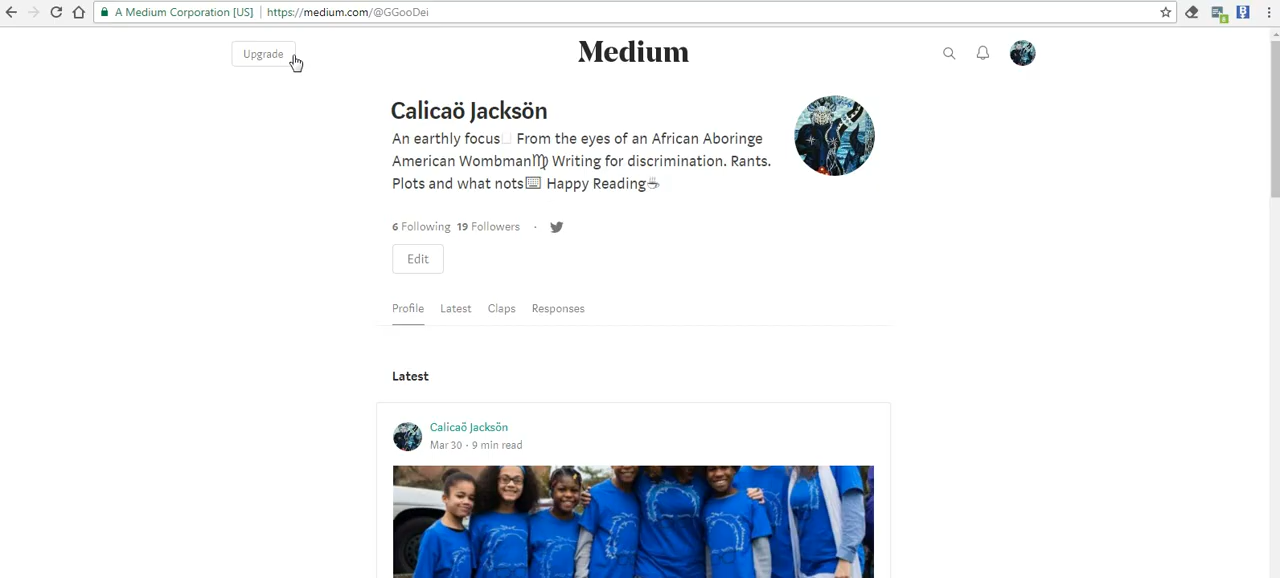 A Medium Corporation [US] | https://medium.com/@GGooDei
Upgrade
Medium
Calicaö Jacksön
An earthly focus From the eyes of an African Aboringe
American Wombman♍ Writing for discrimination. Rants.
Plots and what nots⌨ Happy Reading☕
6 Following 19 Followers ·
Edit
Profile Latest Claps Responses
Latest
Calicaö Jacksön
Mar 30 · 9 min read